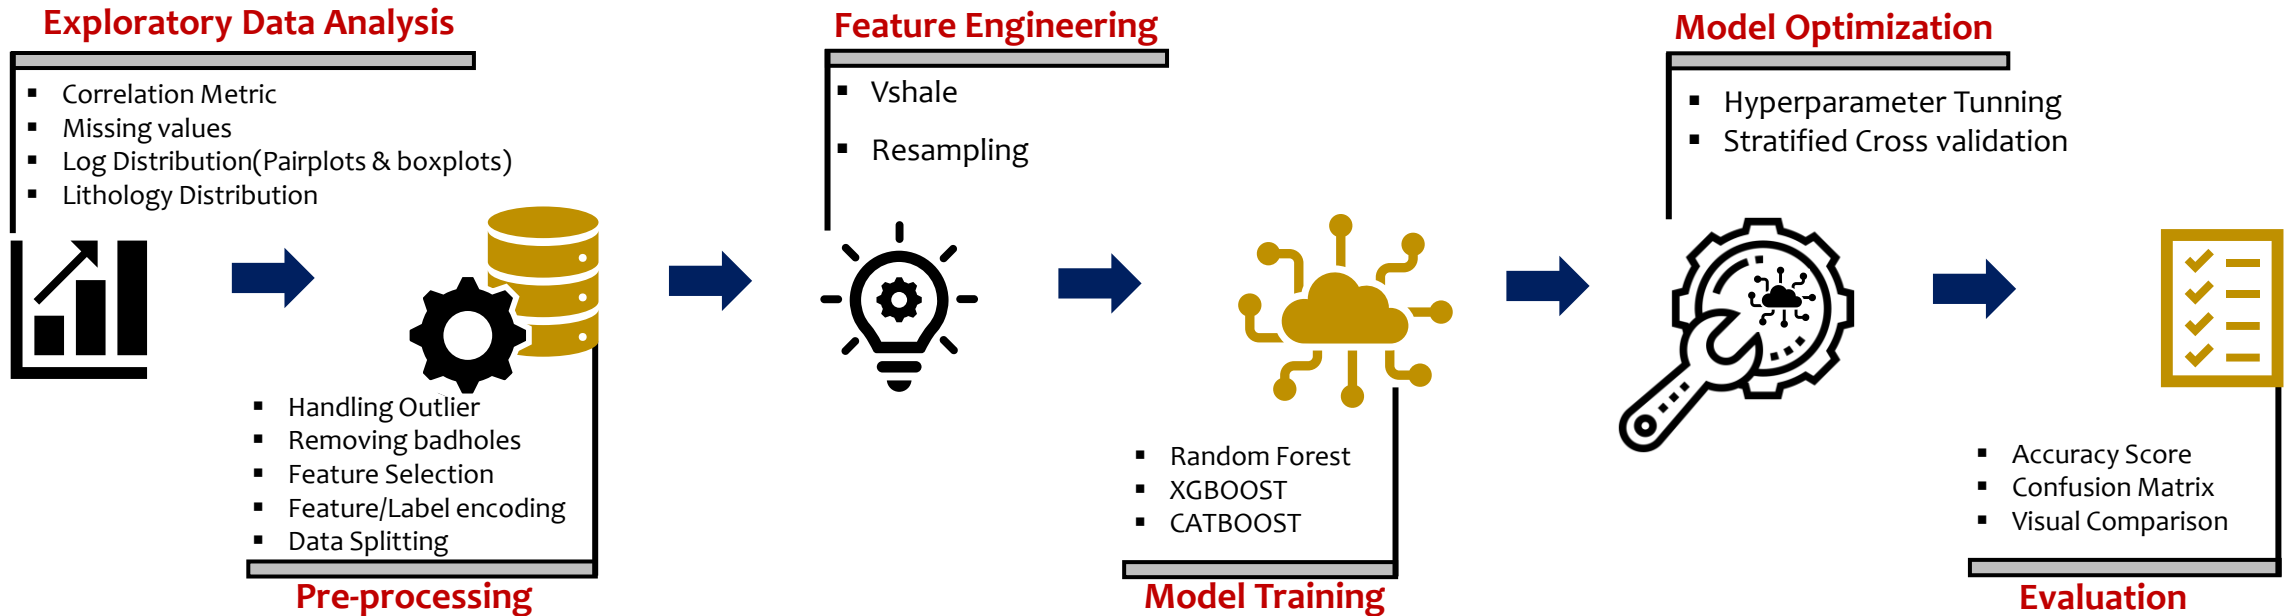 Exploratory Data Analysis
▪ Correlation Metric
▪ Missing values
▪ Log Distribution(Pairplots & boxplots)
▪ Lithology Distribution
▪ Handling Outlier
▪ Removing badholes
▪ Feature Selection
▪ Feature/Label encoding
▪ Data Splitting
Pre-processing
Feature Engineering
▪ Vshale
▪ Resampling
▪ Random Forest
▪ XGBOOST
▪ CATBOOST
Model Training
Model Optimization
▪ Hyperparameter Tunning
▪ Stratified Cross validation
▪ Accuracy Score
▪ Confusion Matrix
▪ Visual Comparison
Evaluation